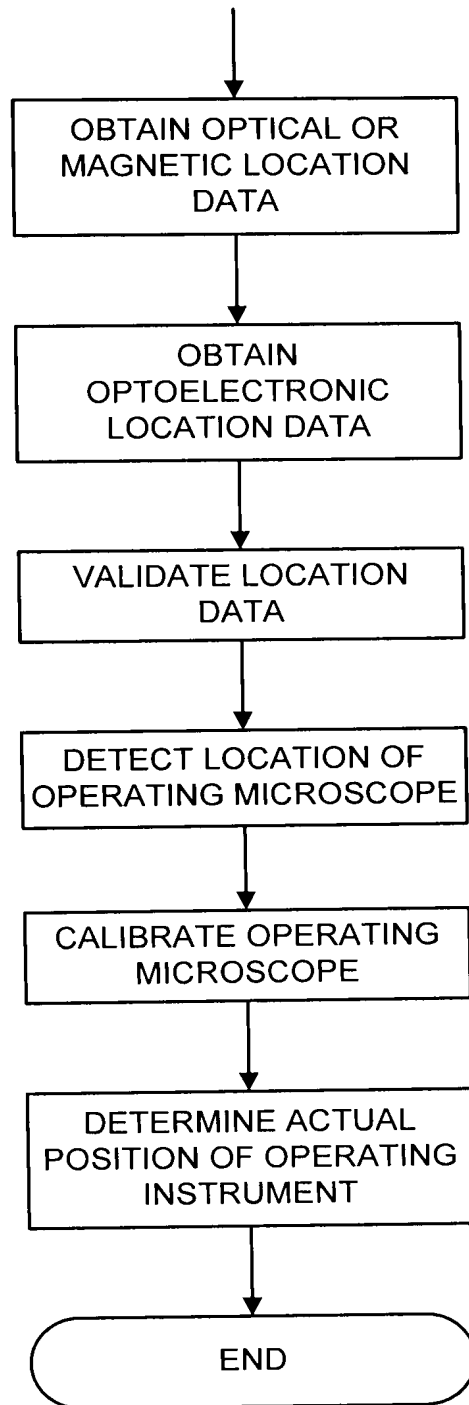 OBTAIN OPTICAL OR
MAGNETIC LOCATION
DATA
OBTAIN
OPTOELECTRONIC
LOCATION DATA
VALIDATE LOCATION
DATA
DETECT LOCATION OF
OPERATING MICROSCOPE
CALIBRATE OPERATING
MICROSCOPE
DETERMINE ACTUAL
POSITION OF OPERATING
INSTRUMENT
END